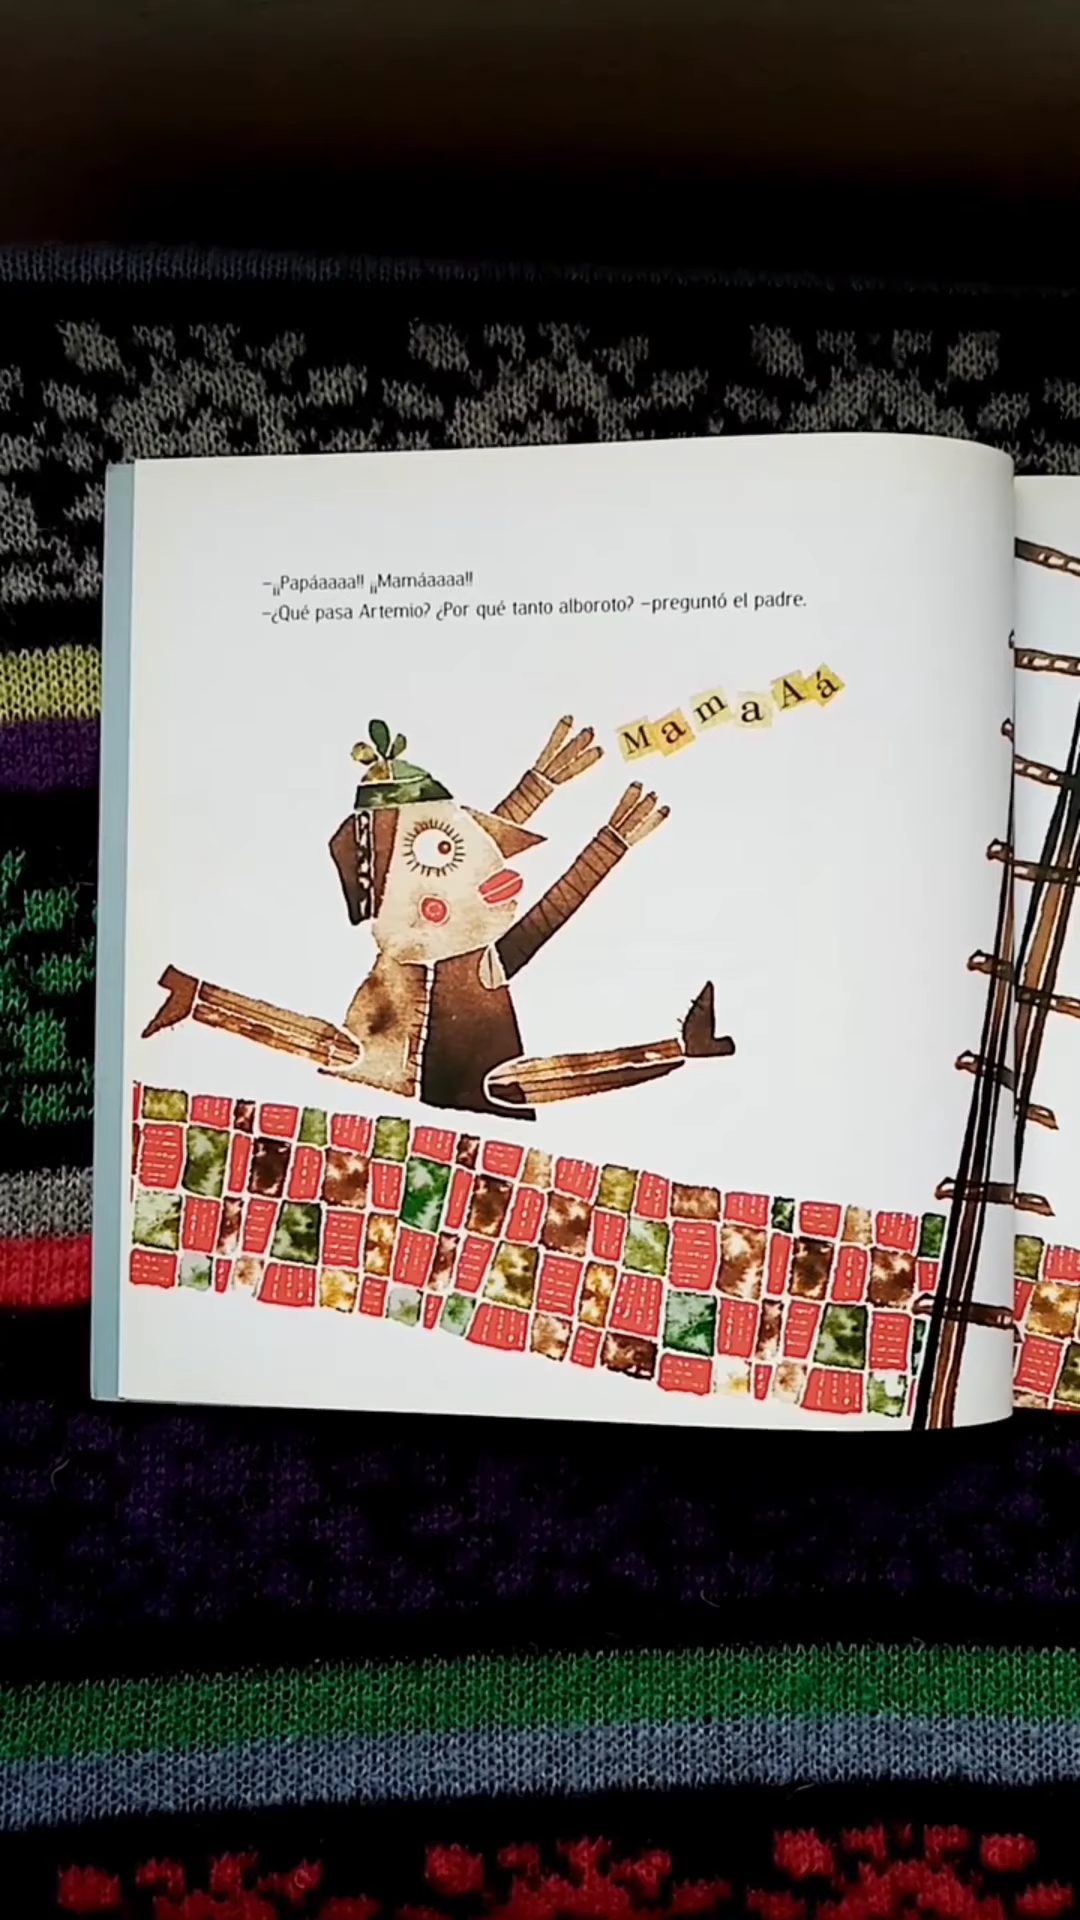 –¡¡Papáaaaa!! ¡¡Mamáaaaa!!
–¿Qué pasa Artemio? ¿Por qué tanto alboroto? –preguntó el padre.
MamaAá